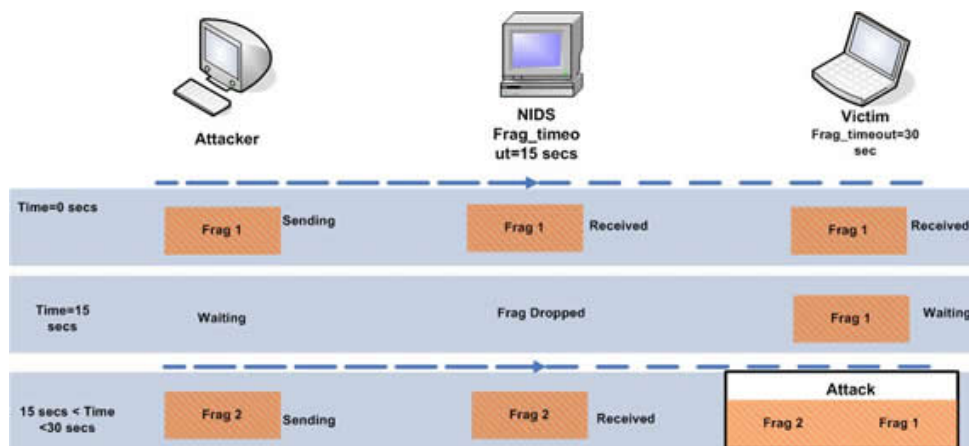 Attacker
NIDS
Frag_timeo
ut=15 secs
Victim
Frag_timeout=30
sec
Time=0 secs
Frag 1
Sending
Frag 1
Received
Frag 1
Received
Time=15
secs
Waiting
Frag Dropped
Frag 1
Waiting
15 secs < Time
<30 secs
Frag 2
Sending
Frag 2
Received
Attack
Frag 2
Frag 1